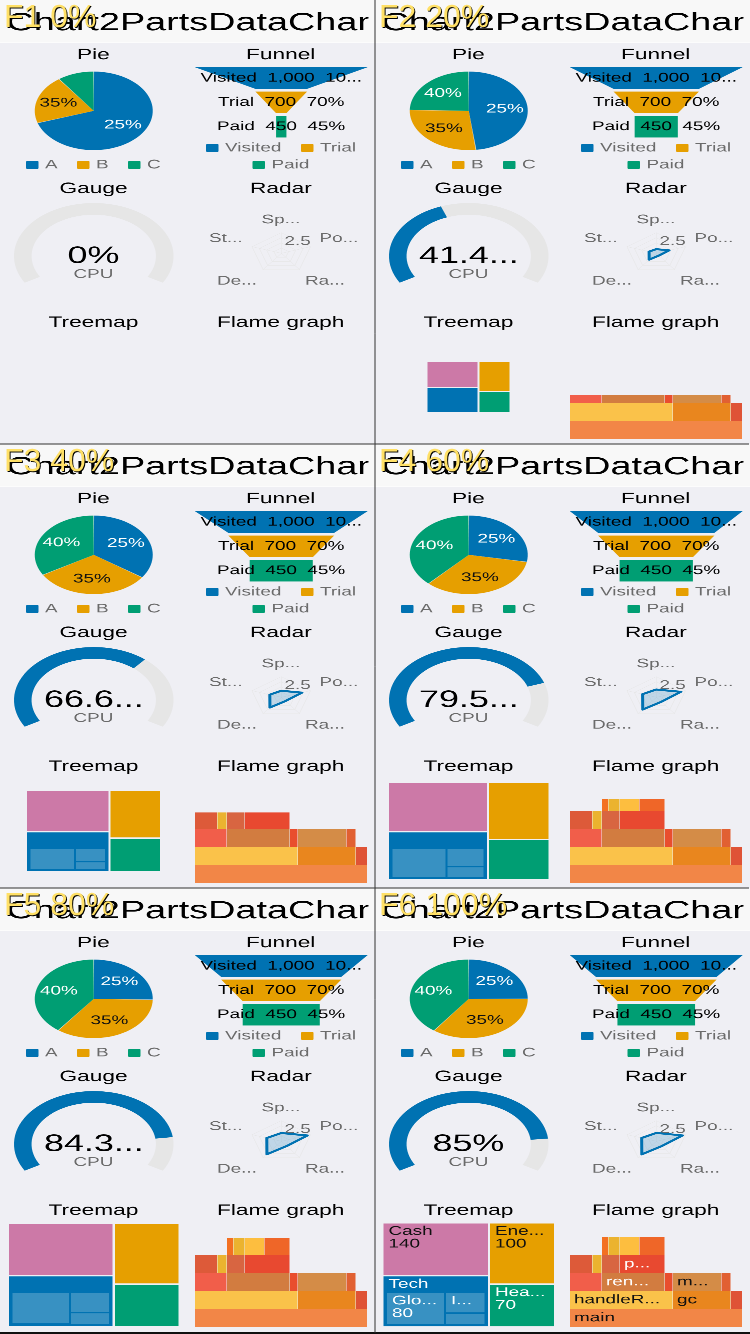 F1 0%
Chart2PartsDataChar
F2 20%
Chart2PartsDataChar
Pie
Funnel
35%
25%
Visited 1,000 10...
Trial 700 70%
Paid 450 45%
A B C
Visited Trial
Paid
Gauge
Radar
0%
CPU
Sp...
St... 2.5 Po...
De... Ra...
Treemap
Flame graph
Pie
Funnel
40%
25%
35%
Visited 1,000 10...
Trial 700 70%
Paid 450 45%
A B C
Visited Trial
Paid
Gauge
Radar
41.4...
CPU
Sp...
St... 2.5 Po...
De... Ra...
Treemap
Flame graph
F3 40%
Chart2PartsDataChar
F4 60%
Chart2PartsDataChar
Pie
Funnel
40% 25%
35%
Visited 1,000 10...
Trial 700 70%
Paid 450 45%
A B C
Visited Trial
Paid
Gauge
Radar
66.6...
CPU
Sp...
St... 2.5 Po...
De... Ra...
Treemap
Flame graph
Pie
Funnel
40% 25%
35%
Visited 1,000 10...
Trial 700 70%
Paid 450 45%
A B C
Visited Trial
Paid
Gauge
Radar
79.5...
CPU
Sp...
St... 2.5 Po...
De... Ra...
Treemap
Flame graph
F5 80%
Chart2PartsDataChar
F6 100%
Chart2PartsDataChar
Pie
Funnel
40% 25%
35%
Visited 1,000 10...
Trial 700 70%
Paid 450 45%
A B C
Visited Trial
Paid
Gauge
Radar
84.3...
CPU
Sp...
St... 2.5 Po...
De... Ra...
Treemap
Flame graph
Pie
Funnel
40% 25%
35%
Visited 1,000 10...
Trial 700 70%
Paid 450 45%
A B C
Visited Trial
Paid
Gauge
Radar
85%
CPU
Sp...
St... 2.5 Po...
De... Ra...
Treemap
Flame graph
Cash
140
Ene...
100
Tech
Glo...
80
I...
Hea...
70
p...
ren... m...
handleR... gc
main